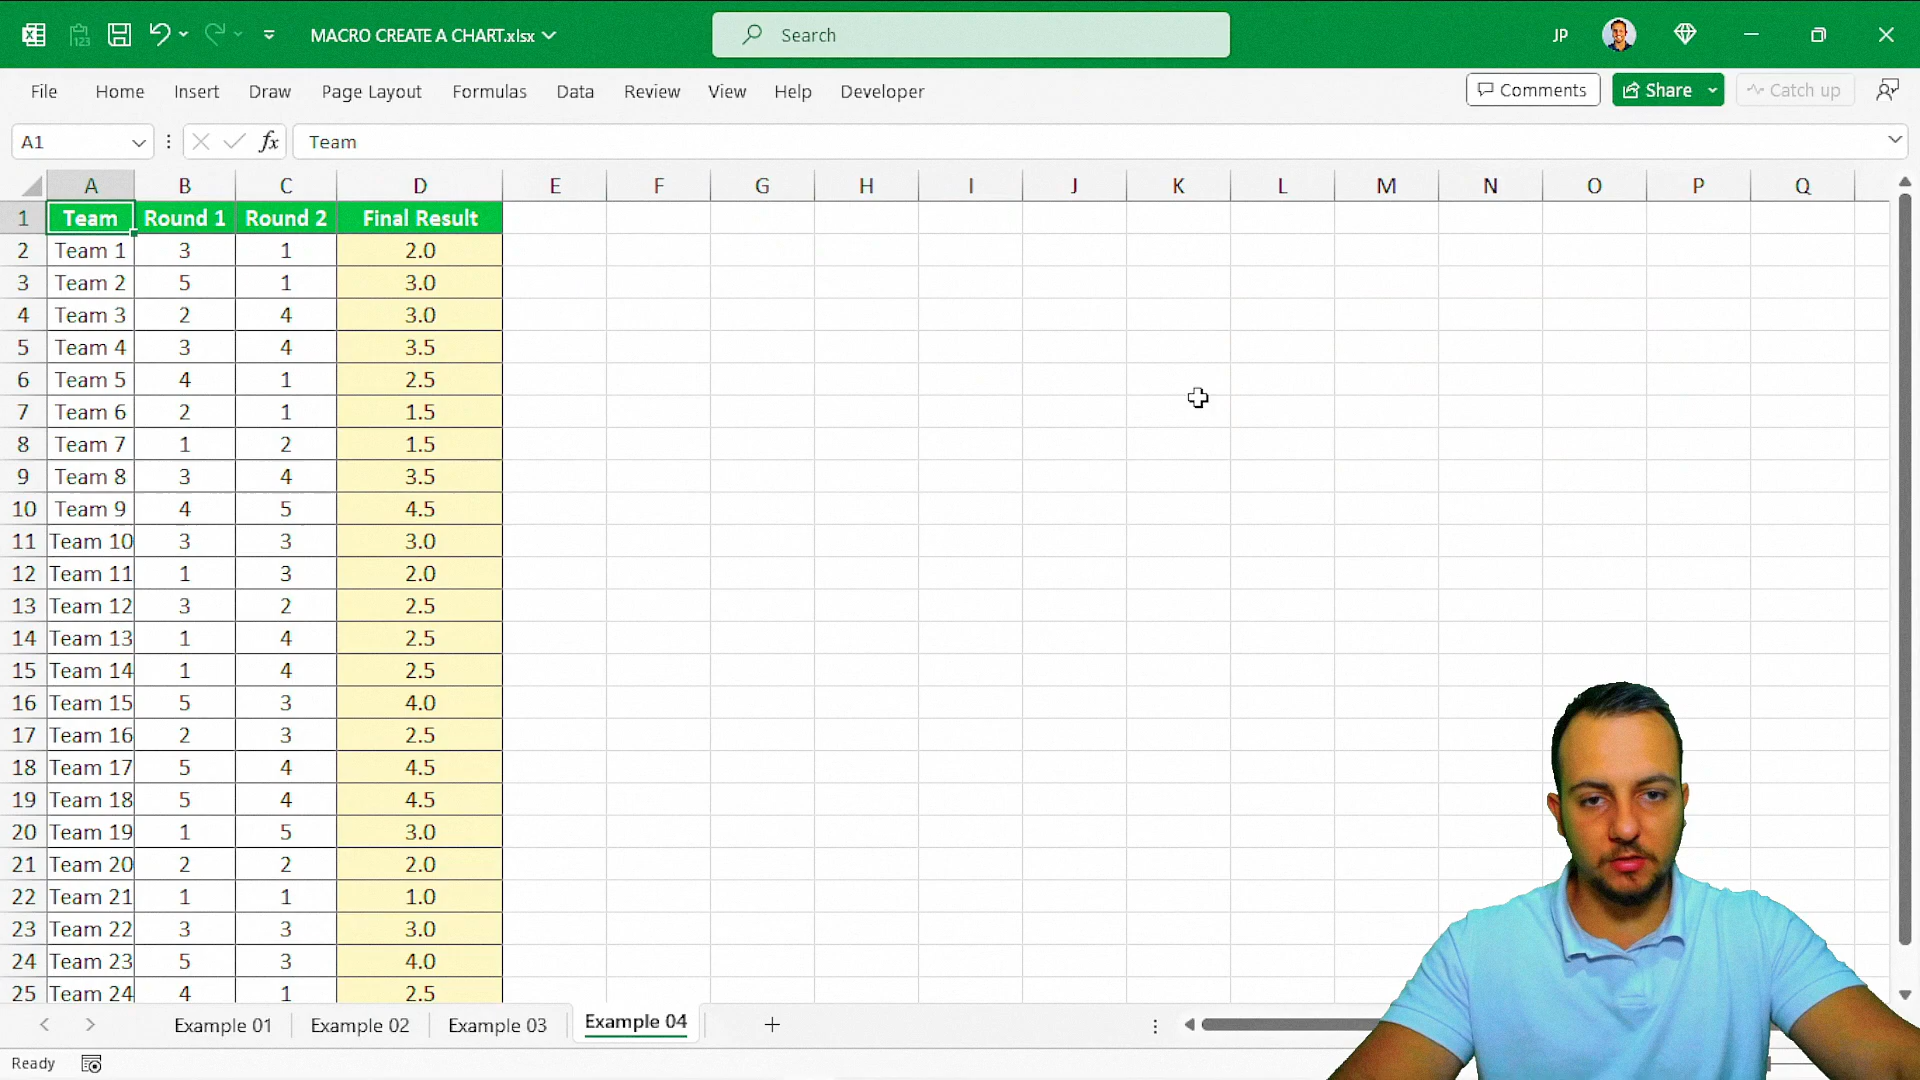 MACRO CREATE A CHART.xlsx
Search
JP
File Home Insert Draw Page Layout Formulas Data Review View Help Developer
Comments Share Catch up
A1 fx Team
A B C D E F G H I J K L M N O P Q
1 Team Round 1 Round 2 Final Result
2 Team 1 3 1 2.0
3 Team 2 5 1 3.0
4 Team 3 2 4 3.0
5 Team 4 3 4 3.5
6 Team 5 4 1 2.5
7 Team 6 2 1 1.5
8 Team 7 1 2 1.5
9 Team 8 3 4 3.5
10 Team 9 4 5 4.5
11 Team 10 3 3 3.0
12 Team 11 1 3 2.0
13 Team 12 3 2 2.5
14 Team 13 1 4 2.5
15 Team 14 1 4 2.5
16 Team 15 5 3 4.0
17 Team 16 2 3 2.5
18 Team 17 5 4 4.5
19 Team 18 5 4 4.5
20 Team 19 1 5 3.0
21 Team 20 2 2 2.0
22 Team 21 1 1 1.0
23 Team 22 3 3 3.0
24 Team 23 5 3 4.0
25 Team 24 4 1 2.5
Example 01 Example 02 Example 03 Example 04
Ready